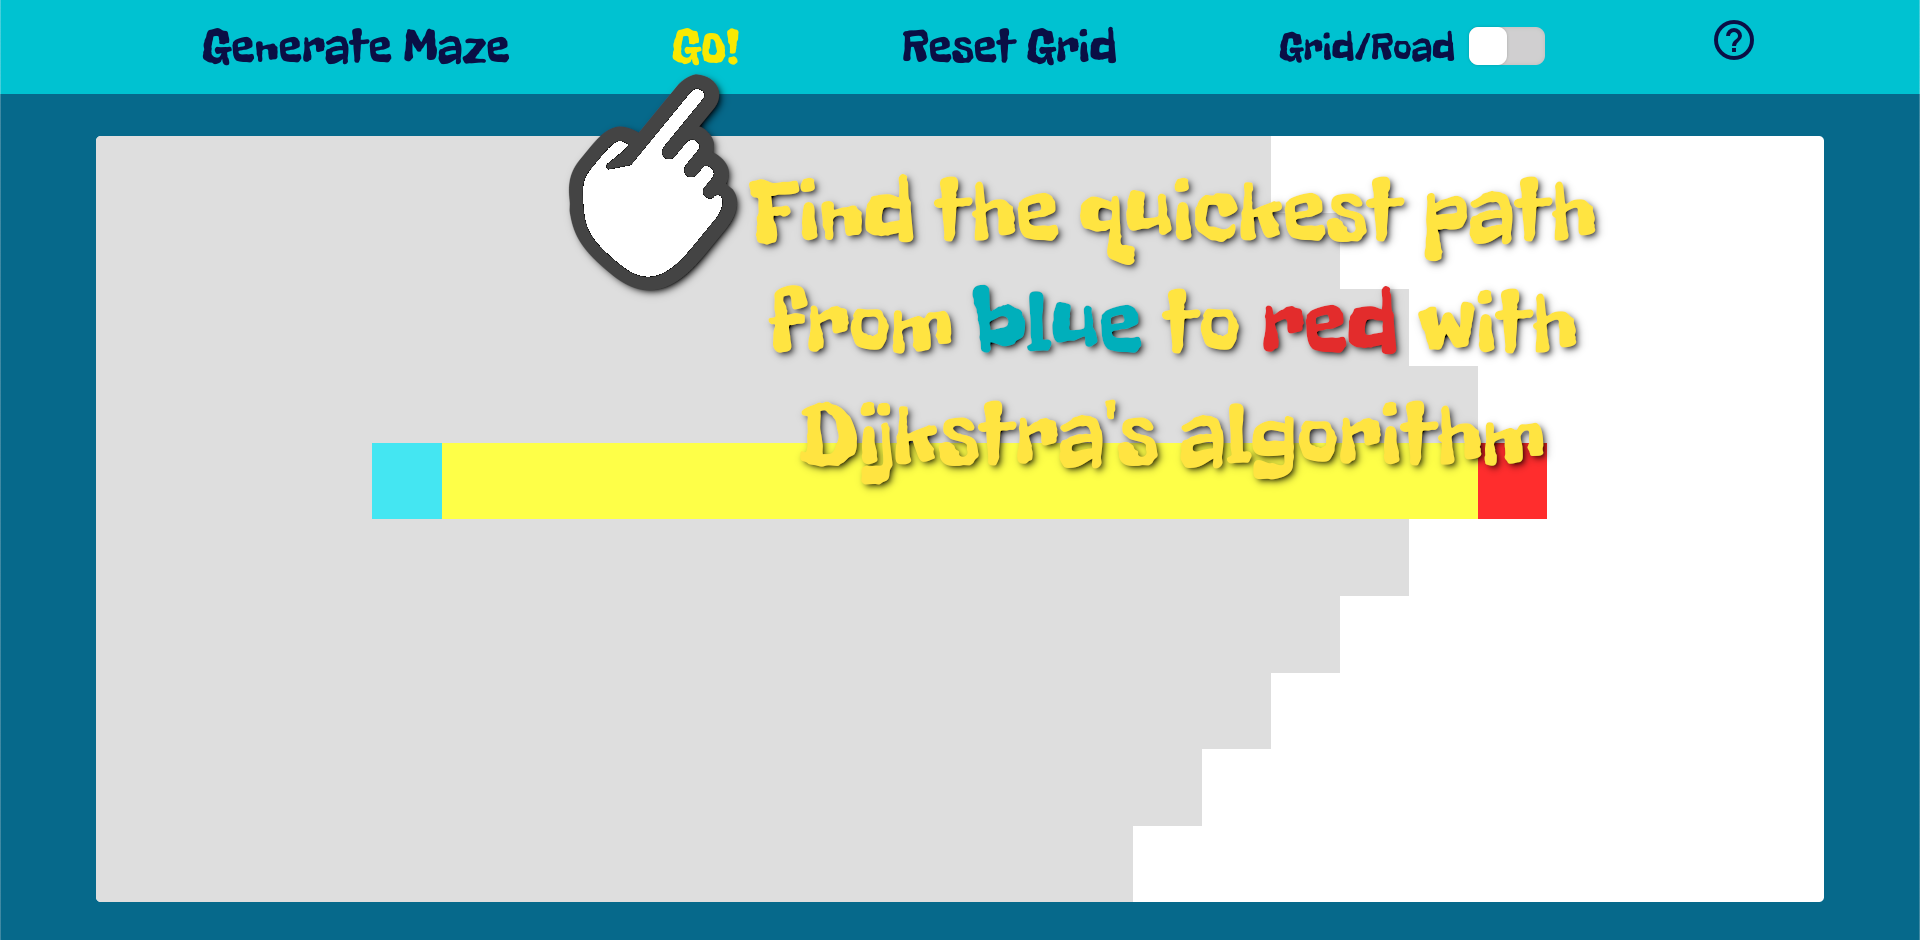 Generate Maze
Go!
Reset Grid
Grid/Road
?
Find the quickest path
from blue to red with
Dijkstra's algorithm